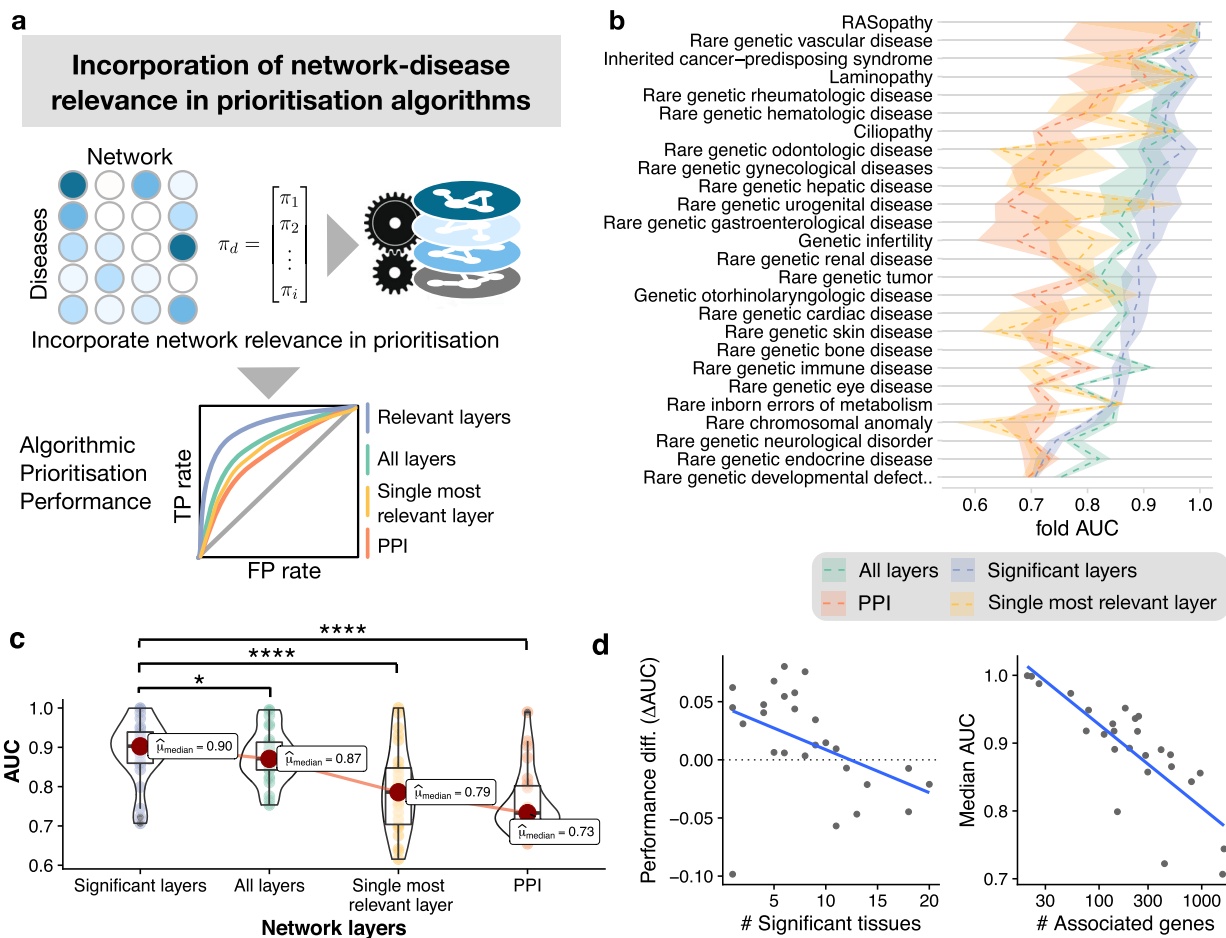 a
Incorporation of network-disease
relevance in prioritisation algorithms
Network
Diseases
π_d =
π_1
π_2
⋮
π_i
Incorporate network relevance in prioritisation
Algorithmic
Prioritisation
Performance
TP rate
FP rate
Relevant layers
All layers
Single most
relevant layer
PPI
b
RASopathy
Rare genetic vascular disease
Inherited cancer−predisposing syndrome
Laminopathy
Rare genetic rheumatologic disease
Rare genetic hematologic disease
Ciliopathy
Rare genetic odontologic disease
Rare genetic gynecological diseases
Rare genetic hepatic disease
Rare genetic urogenital disease
Rare genetic gastroenterological disease
Genetic infertility
Rare genetic renal disease
Rare genetic tumor
Genetic otorhinolaryngologic disease
Rare genetic cardiac disease
Rare genetic skin disease
Rare genetic bone disease
Rare genetic immune disease
Rare genetic eye disease
Rare inborn errors of metabolism
Rare chromosomal anomaly
Rare genetic neurological disorder
Rare genetic endocrine disease
Rare genetic developmental defect..
0.6 0.7 0.8 0.9 1.0
fold AUC
All layers
Significant layers
PPI
Single most relevant layer
c
****
****
*
AUC
1.0
0.9
0.8
0.7
0.6
μ̂median = 0.90
μ̂median = 0.87
μ̂median = 0.79
μ̂median = 0.73
Significant layers
All layers
Single most
relevant layer
PPI
Network layers
d
Performance diff. (ΔAUC)
0.05
0.00
−0.05
−0.10
5 10 15 20
# Significant tissues
Median AUC
1.0
0.9
0.8
0.7
30 100 300 1000
# Associated genes